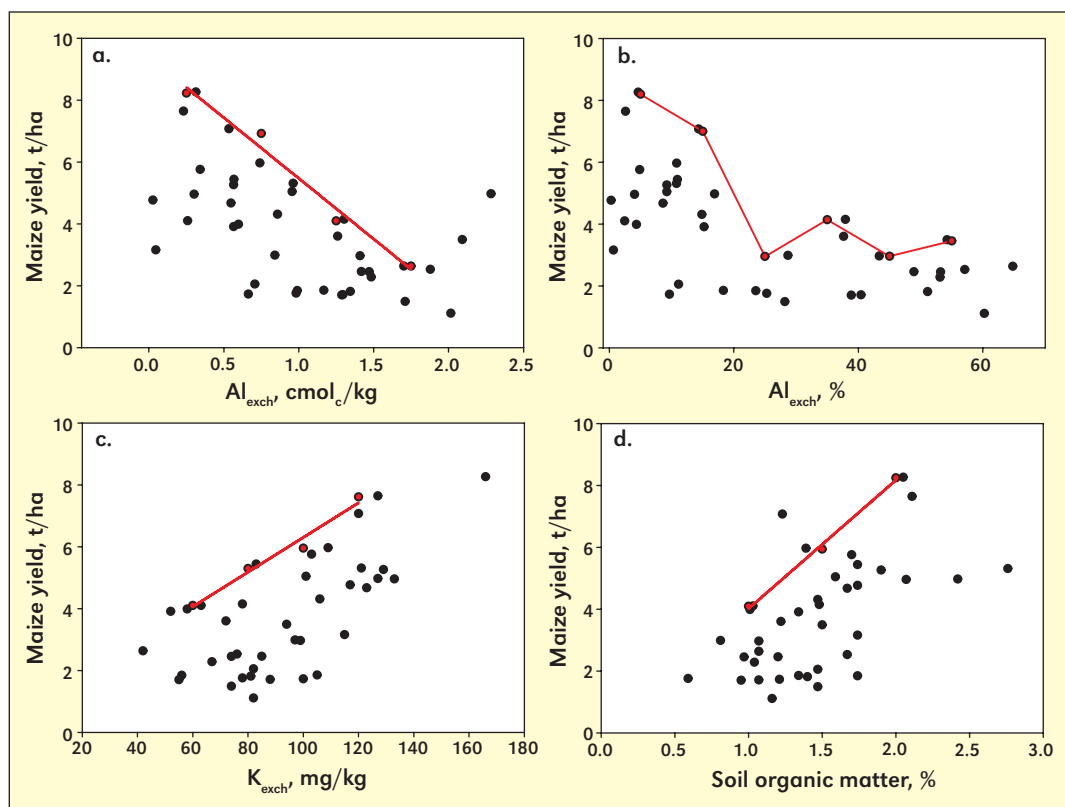 a.
Maize yield, t/ha
10
8
6
4
2
0
0.0 0.5 1.0 1.5 2.0 2.5
Al_exch, cmol_c/kg
b.
Maize yield, t/ha
10
8
6
4
2
0
0 20 40 60
Al_exch, %
c.
Maize yield, t/ha
10
8
6
4
2
0
20 40 60 80 100 120 140 160 180
K_exch, mg/kg
d.
Maize yield, t/ha
10
8
6
4
2
0
0.0 0.5 1.0 1.5 2.0 2.5 3.0
Soil organic matter, %